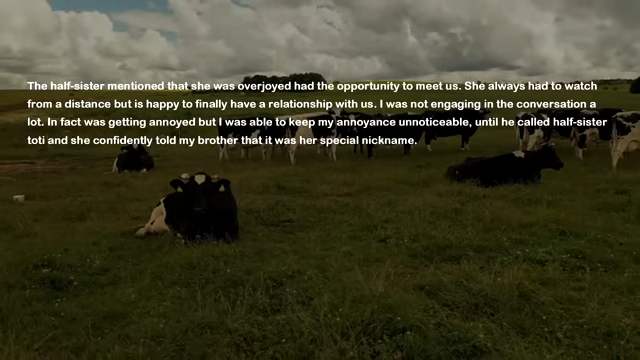 The half-sister mentioned that she was overjoyed had the opportunity to meet us. She always had to watch
from a distance but is happy to finally have a relationship with us. I was not engaging in the conversation a
lot. In fact was getting annoyed but I was able to keep my annoyance unnoticeable, until he called half-sister
toti and she confidently told my brother that it was her special nickname.